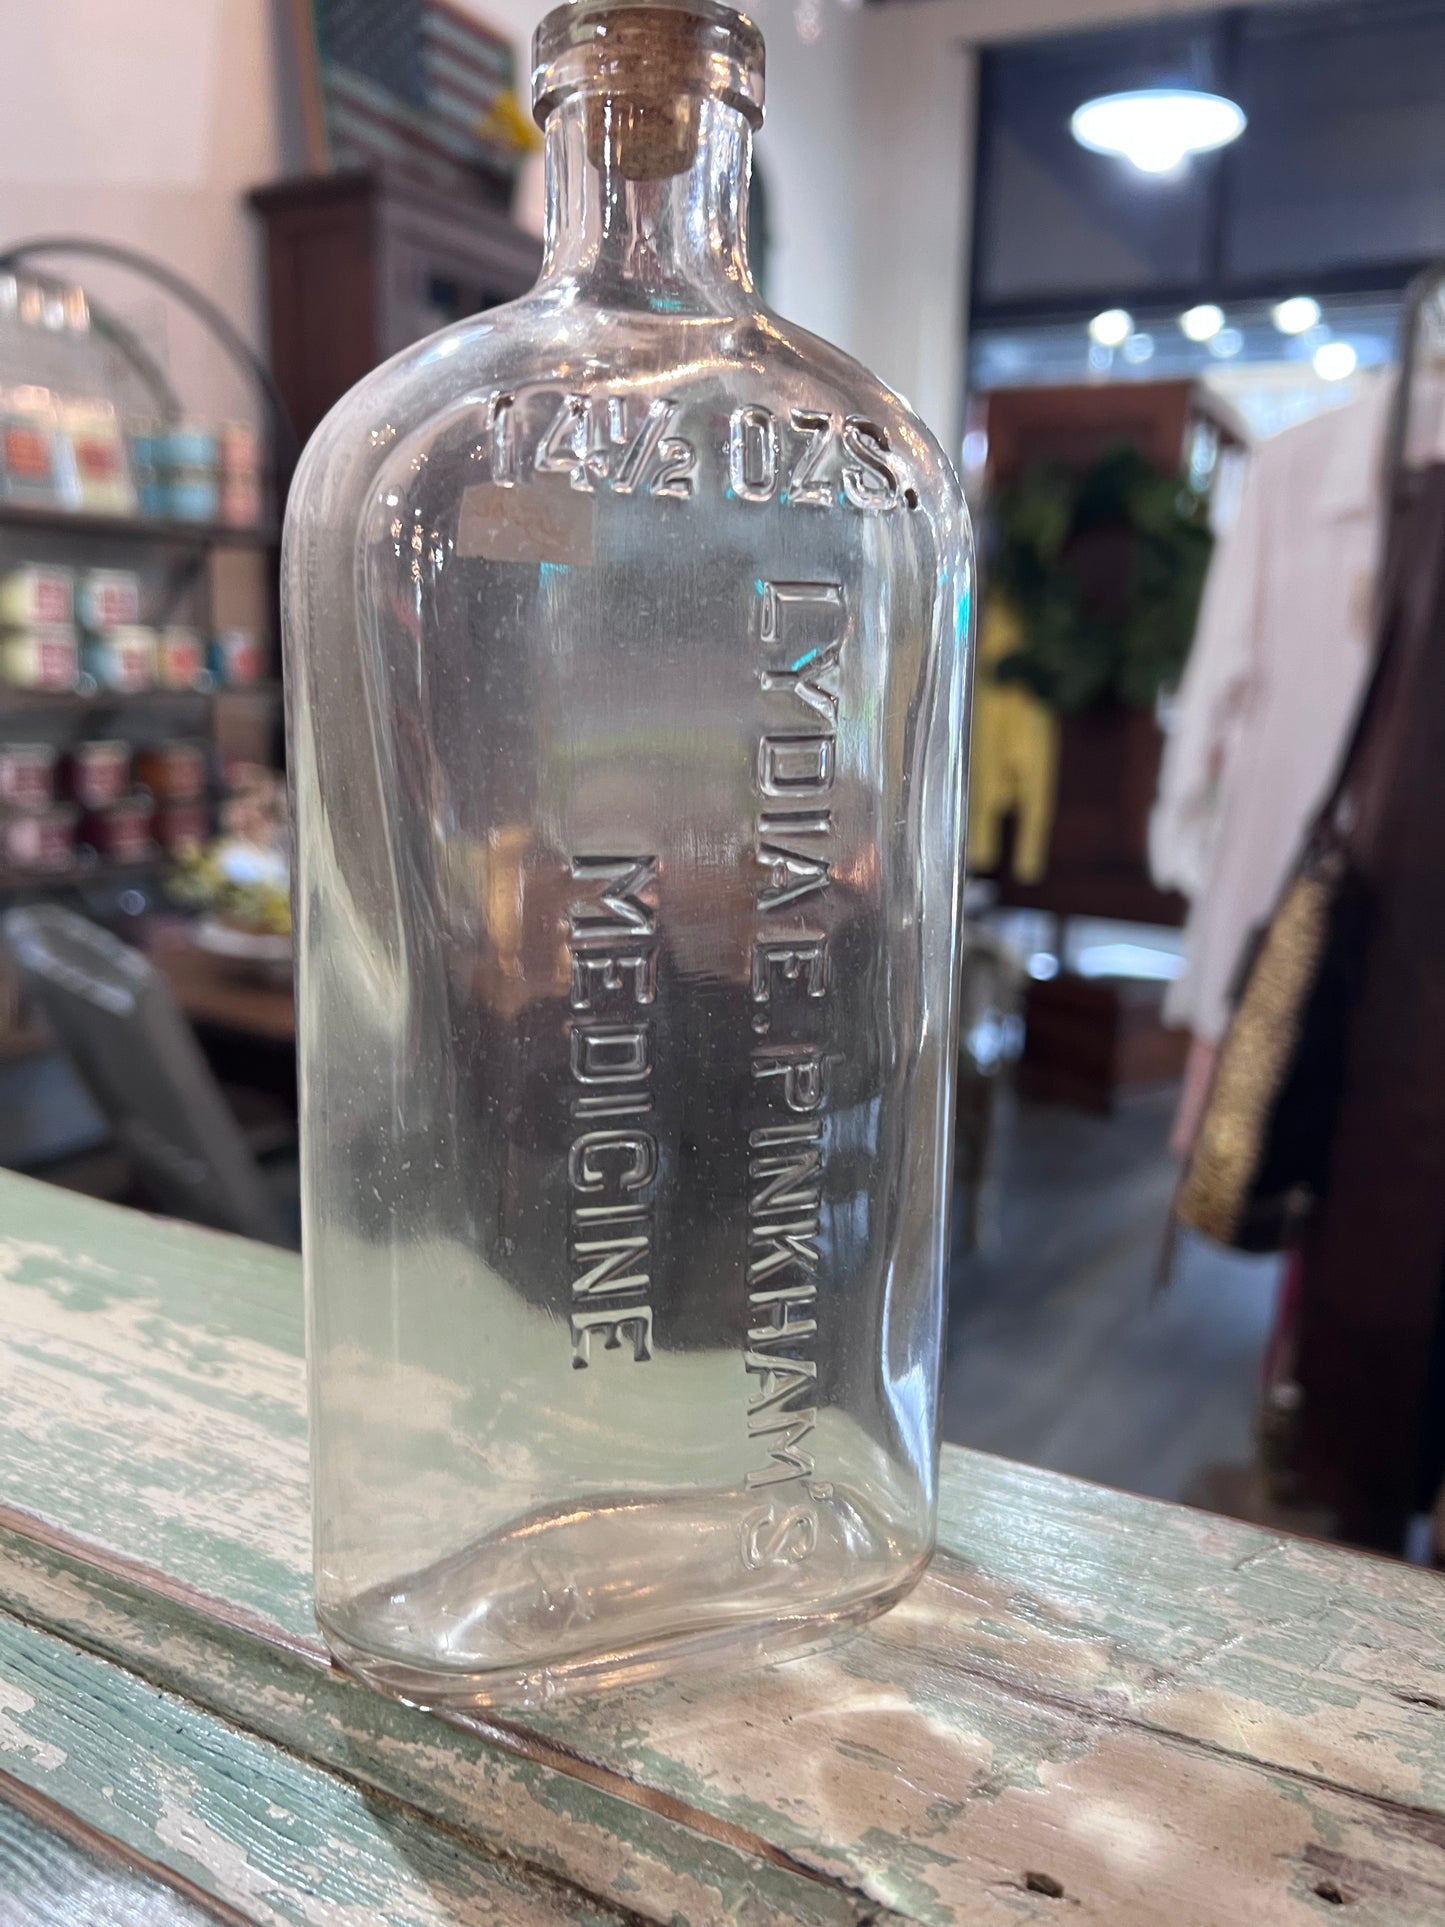 14½ OZS.
LYDIA E. PINKHAM'S
MEDICINE